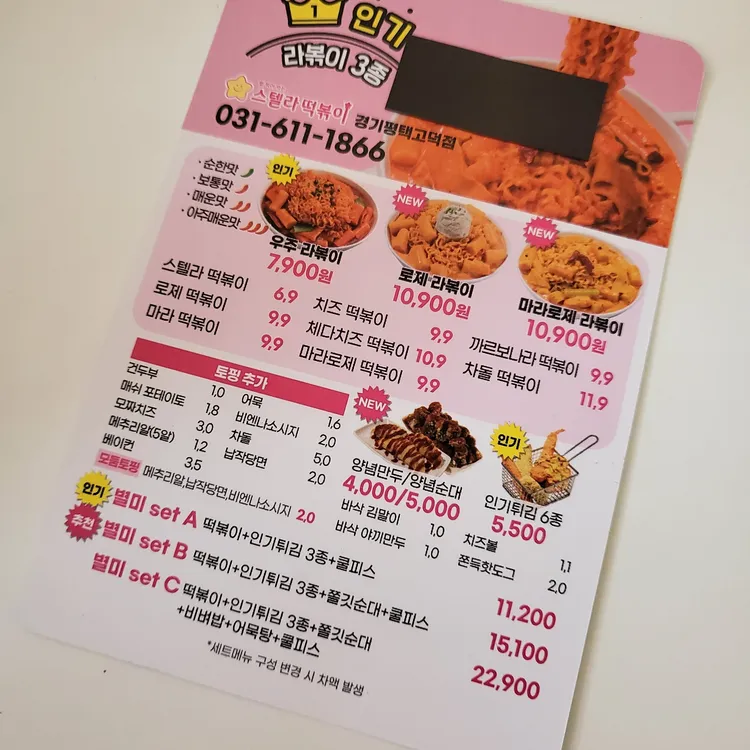 1 인기
라볶이 3종
스텔라떡볶이 경기평택고덕점
031-611-1866
· 순한맛
· 보통맛
· 매운맛
· 아주매운맛
인기
우주 라볶이
7,900원
NEW
로제 라볶이
10,900원
NEW
마라로제 라볶이
10,900원
스텔라 떡볶이 6,9
로제 떡볶이 9,9
마라 떡볶이 9,9
치즈 떡볶이 9,9
체다치즈 떡볶이 10,9
마라로제 떡볶이 9,9
까르보나라 떡볶이 9,9
차돌 떡볶이 11,9
토핑 추가
건두부 1,0
매쉬 포테이토 1,8
모짜치즈 3,0
메추리알(5알) 1,2
베이컨 3,5
어묵 1,6
비엔나소시지 2,0
차돌 5,0
납작당면 2,0
모듬토핑 메추리알,납작당면,비엔나소시지 2,0
NEW
양념만두/양념순대
4,000/5,000
바삭 김말이 1,0
바삭 야끼만두 1,0
인기
인기튀김 6종
5,500
치즈볼 1,1
쫀득핫도그 2,0
인기 별미 set A 떡볶이+인기튀김 3종+쿨피스 11,200
추천 별미 set B 떡볶이+인기튀김 3종+쫄깃순대+쿨피스 15,100
별미 set C 떡볶이+인기튀김 3종+쫄깃순대
+비벼밥+어묵탕+쿨피스 22,900
*세트메뉴 구성 변경 시 차액 발생